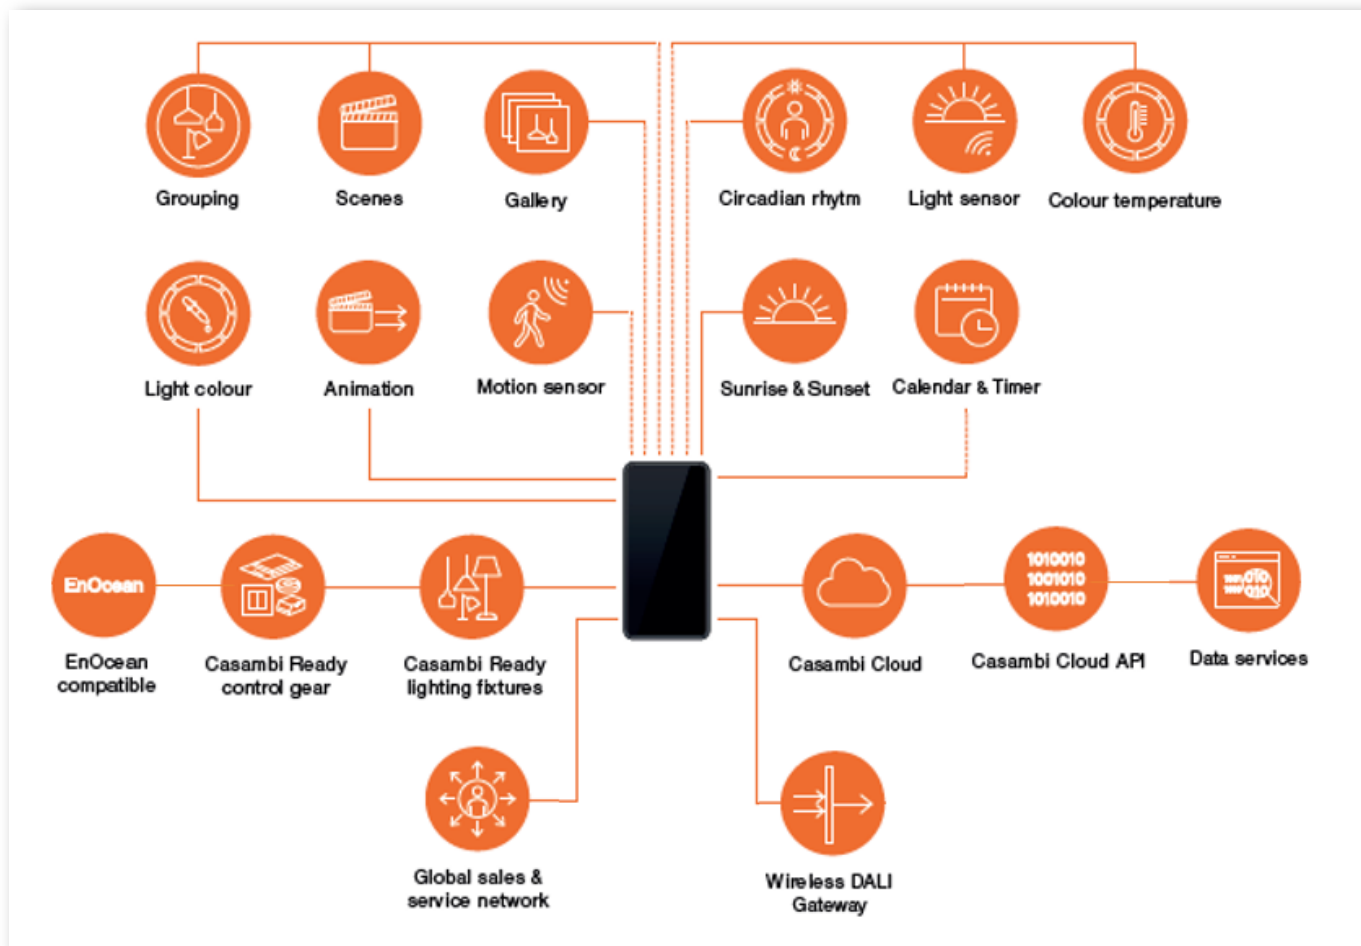 Grouping
Scenes
Gallery
Circadian rhytm
Light sensor
Colour temperature
Light colour
Animation
Motion sensor
Sunrise & Sunset
Calendar & Timer
EnOcean
1010010
1001010
1010010
010
010
EnOcean
compatible
Casambi Ready
control gear
Casambi Ready
lighting fixtures
Casambi Cloud
Casambi Cloud API
Data services
Global sales &
service network
Wireless DALI
Gateway